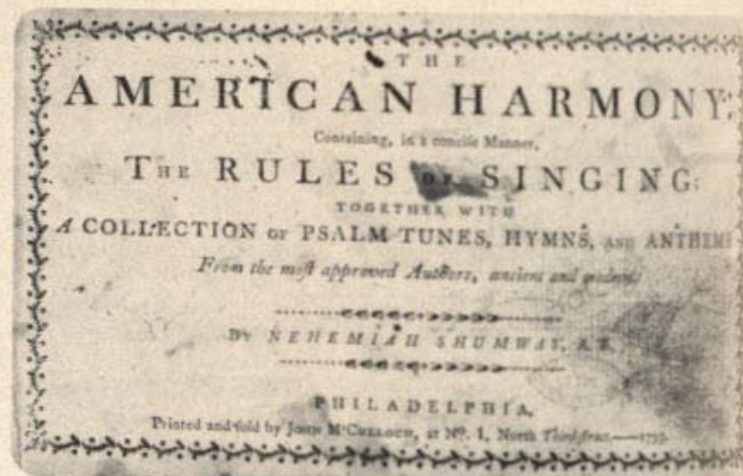 THE
AMERICAN HARMONY:
Containing, in a concise Manner,
THE RULES OF SINGING:
TOGETHER WITH
A COLLECTION OF PSALM TUNES, HYMNS, AND ANTHEMS
From the moſt approved Authors, ancient and modern
BY NEHEMIAH SHUMWAY, A.B.
PHILADELPHIA,
Printed and ſold by JOHN M'CULLOCH, at No. 1, North Third-ſtreet.——1793.